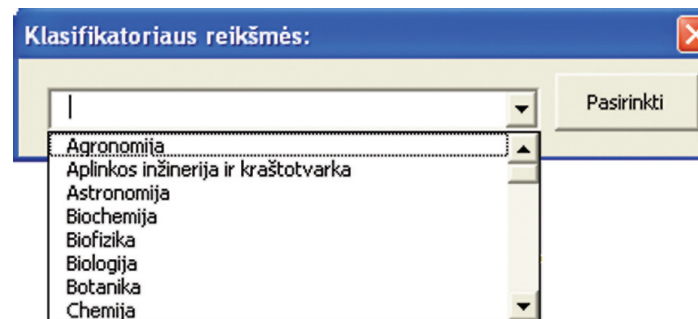 Klasifikatoriaus reikšmės:
Pasirinkti
Agronomija
Aplinkos inžinerija ir kraštotvarka
Astronomija
Biochemija
Biofizika
Biologija
Botanika
Chemija